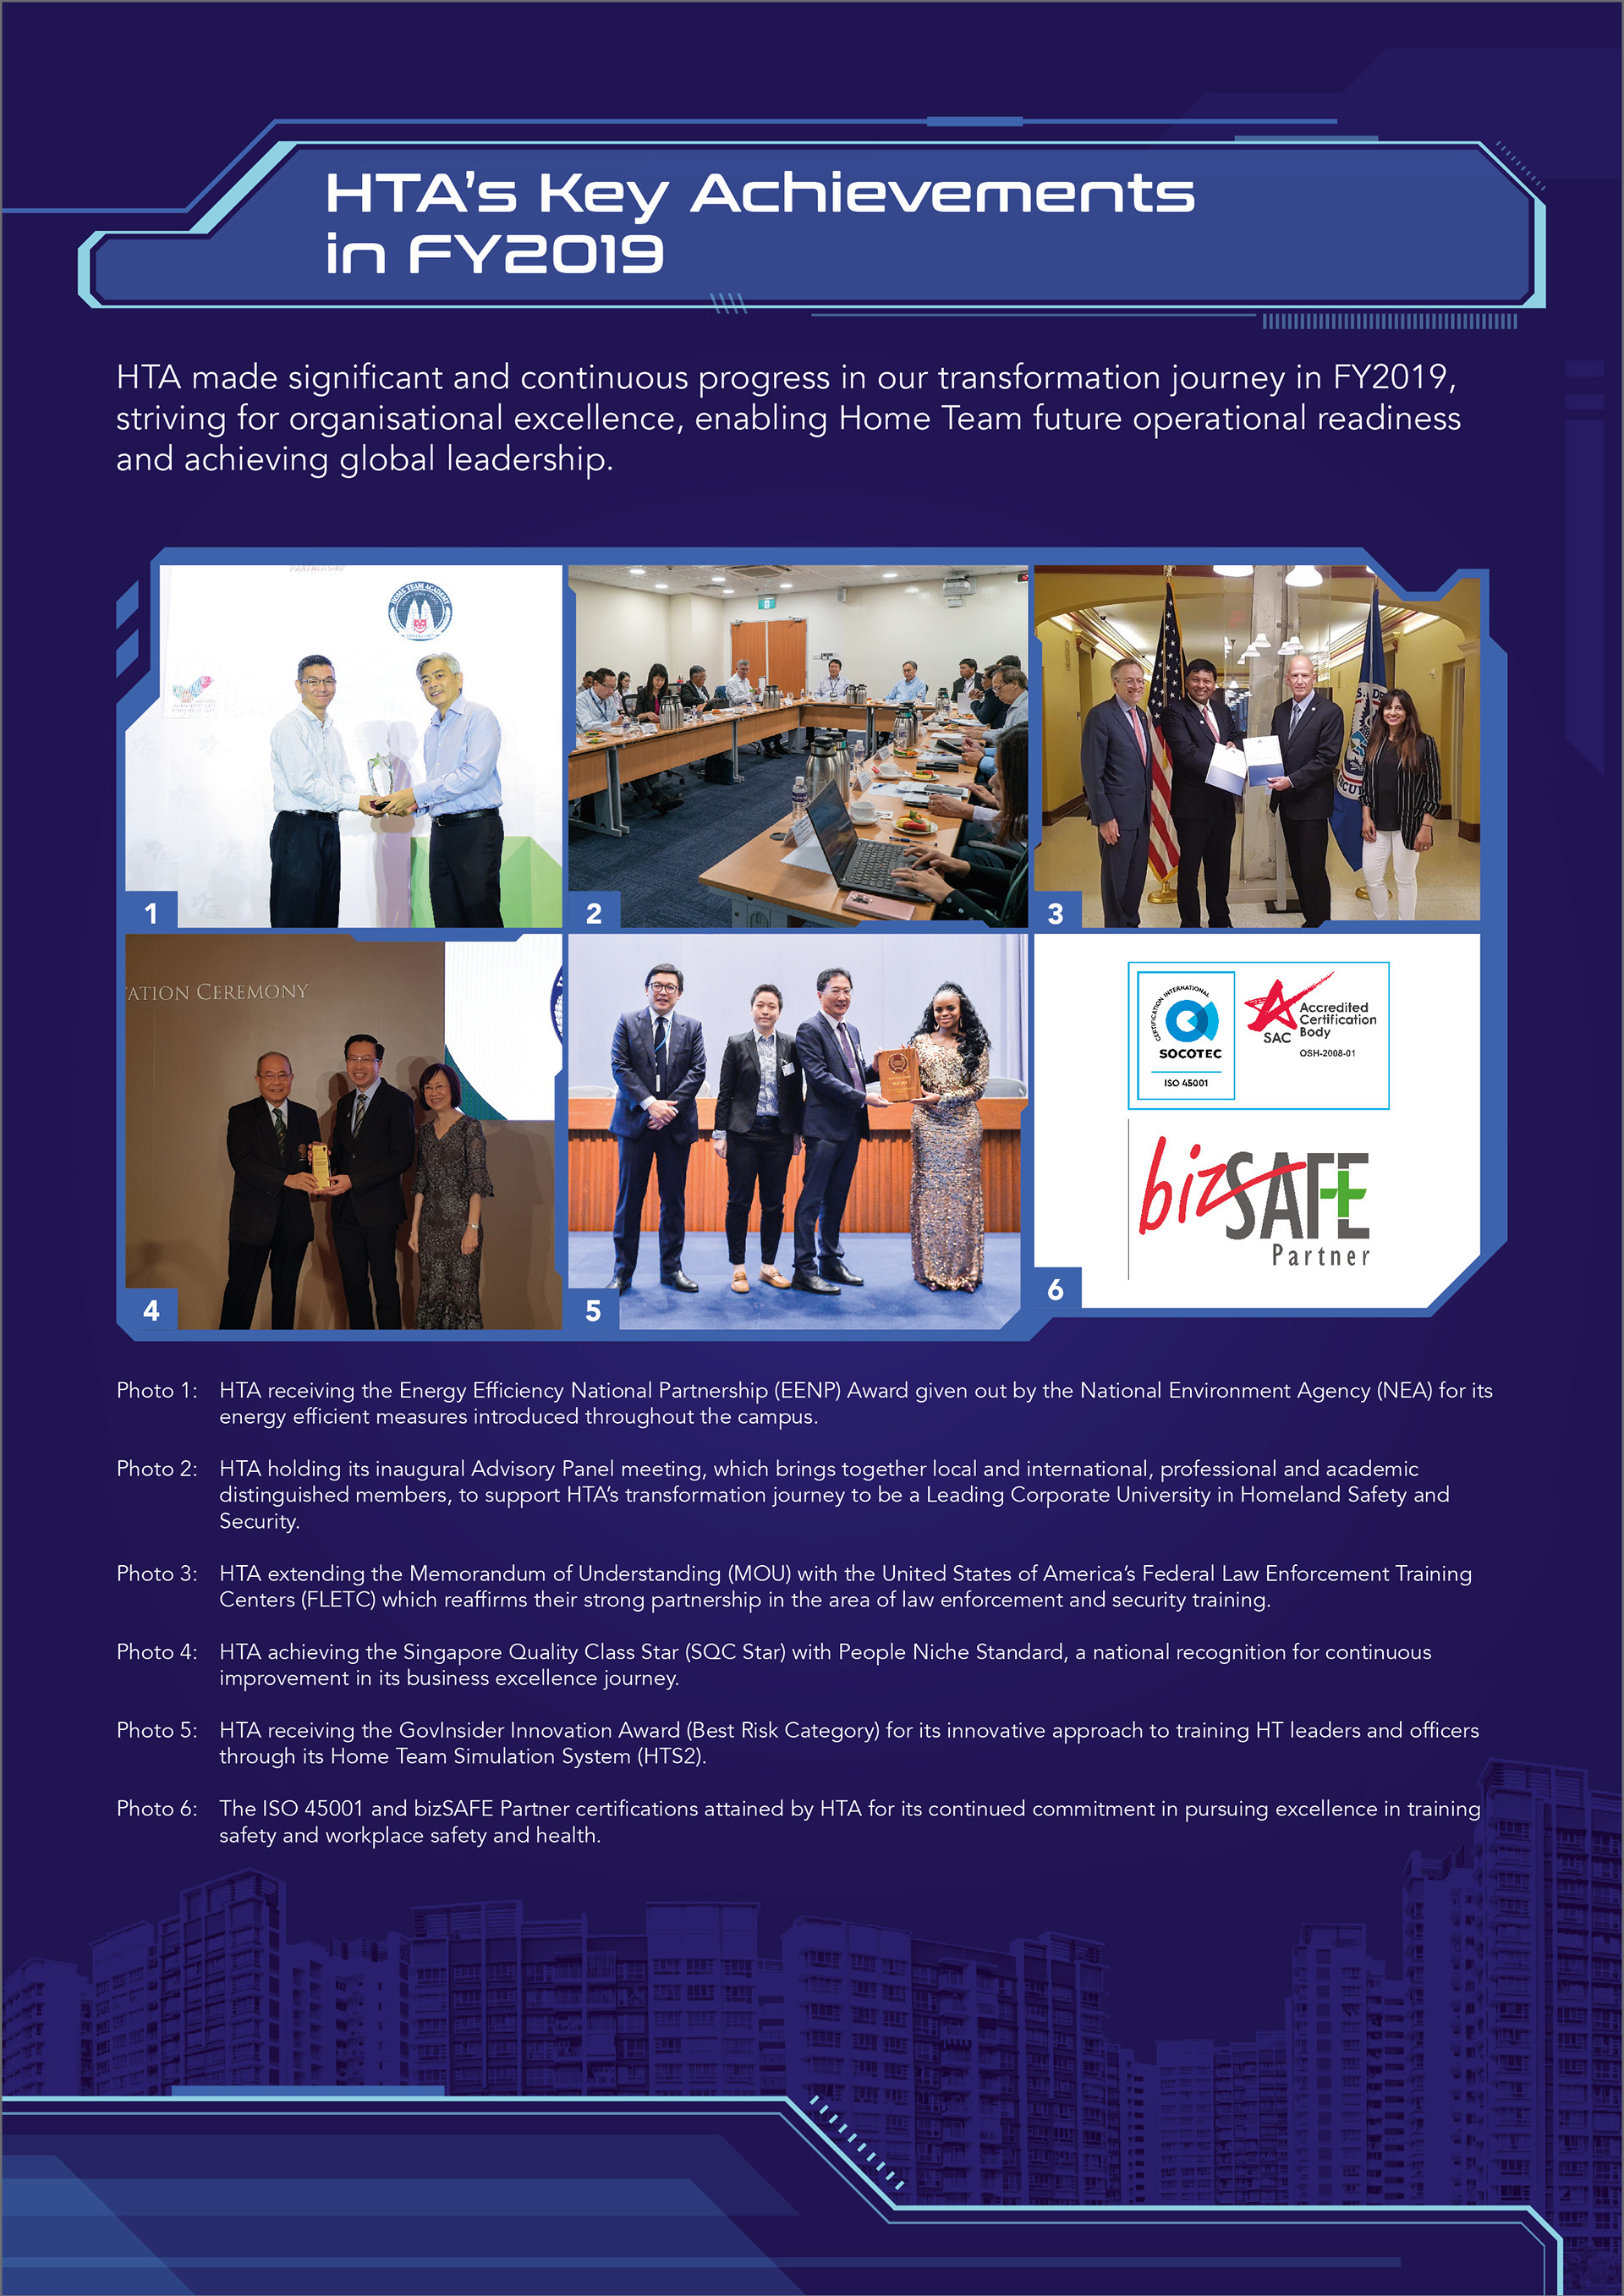 HTA's Key Achievements
in FY2019
HTA made significant and continuous progress in our transformation journey in FY2019,
striving for organisational excellence, enabling Home Team future operational readiness
and achieving global leadership.
HOME TEAM ACADEMY
1
2
3
ATION CEREMONY
4
5
CERTIFICATION INTERNATIONAL
SOCOTEC
ISO 45001
SAC
Accredited
Certification
Body
OSH-2008-01
bizSAFE
Partner
6
Photo 1: HTA receiving the Energy Efficiency National Partnership (EENP) Award given out by the National Environment Agency (NEA) for its
energy efficient measures introduced throughout the campus.
Photo 2: HTA holding its inaugural Advisory Panel meeting, which brings together local and international, professional and academic
distinguished members, to support HTA's transformation journey to be a Leading Corporate University in Homeland Safety and
Security.
Photo 3: HTA extending the Memorandum of Understanding (MOU) with the United States of America's Federal Law Enforcement Training
Centers (FLETC) which reaffirms their strong partnership in the area of law enforcement and security training.
Photo 4: HTA achieving the Singapore Quality Class Star (SQC Star) with People Niche Standard, a national recognition for continuous
improvement in its business excellence journey.
Photo 5: HTA receiving the GovInsider Innovation Award (Best Risk Category) for its innovative approach to training HT leaders and officers
through its Home Team Simulation System (HTS2).
Photo 6: The ISO 45001 and bizSAFE Partner certifications attained by HTA for its continued commitment in pursuing excellence in training
safety and workplace safety and health.